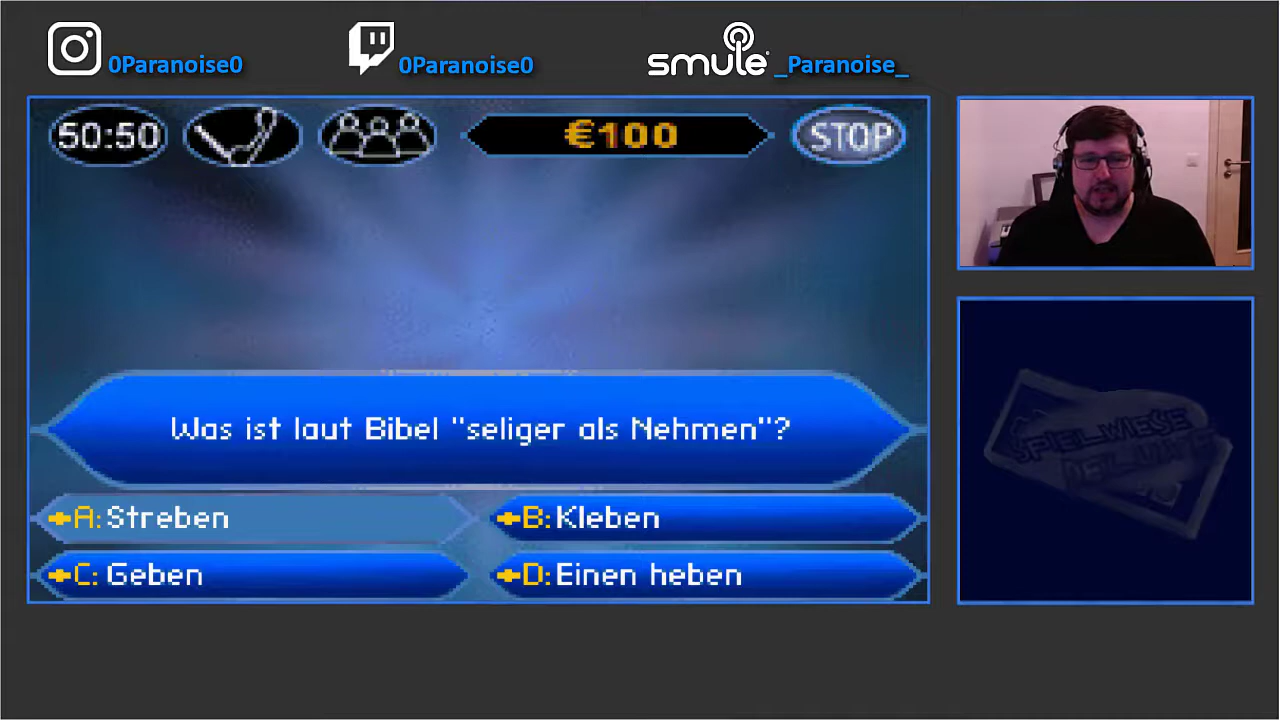 0Paranoise0
0Paranoise0
smule _Paranoise_
50:50
€100
STOP
Was ist laut Bibel "seliger als Nehmen"?
A: Streben
B: Kleben
C: Geben
D: Einen heben
SPIELWIESE